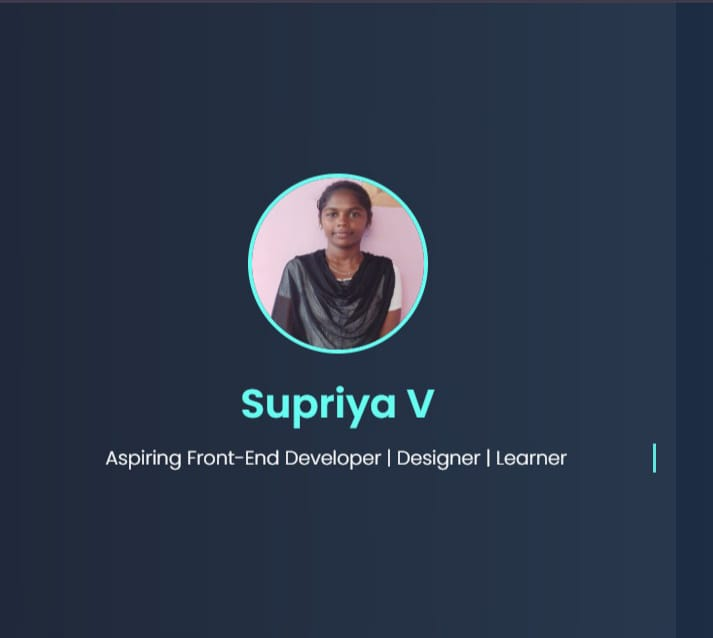 Supriya V
Aspiring Front-End Developer | Designer | Learner